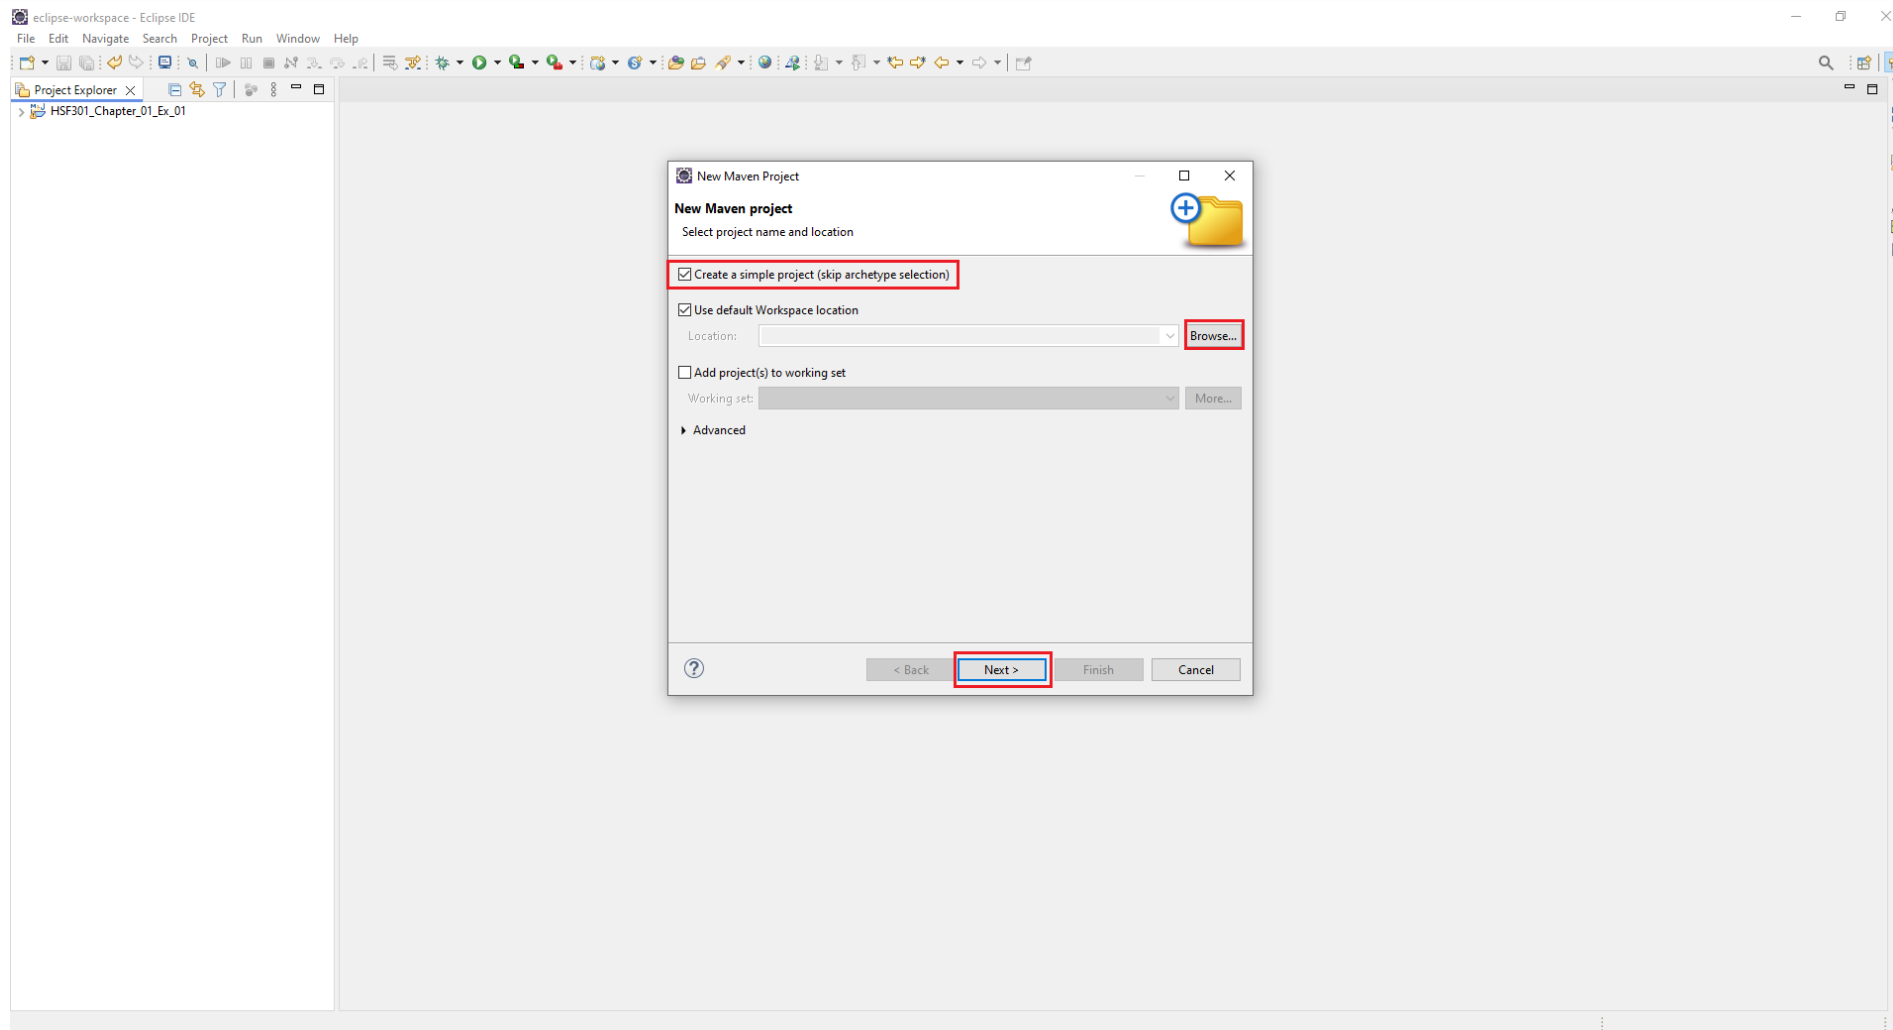 eclipse-workspace - Eclipse IDE
File Edit Navigate Search Project Run Window Help
Project Explorer
HSF301_Chapter_01_Ex_01
New Maven Project
New Maven project
Select project name and location
Create a simple project (skip archetype selection)
Use default Workspace location
Location:
Browse...
Add project(s) to working set
Working set:
More...
Advanced
< Back Next > Finish Cancel